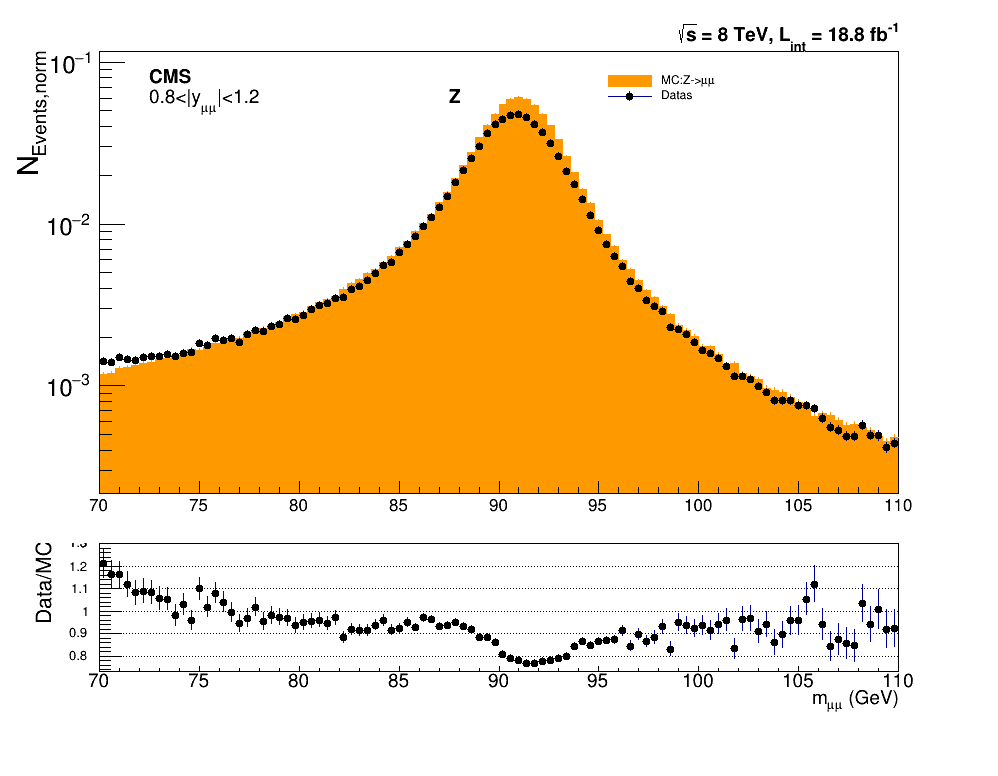 √s = 8 TeV, L_int = 18.8 fb⁻¹
CMS
0.8<|y_μμ|<1.2
Z
MC:Z->μμ
Datas
N_Events,norm
10⁻¹
10⁻²
10⁻³
70 75 80 85 90 95 100 105 110
Data/MC
1.3
1.2
1.1
1
0.9
0.8
70 75 80 85 90 95 100 105 110
m_μμ (GeV)